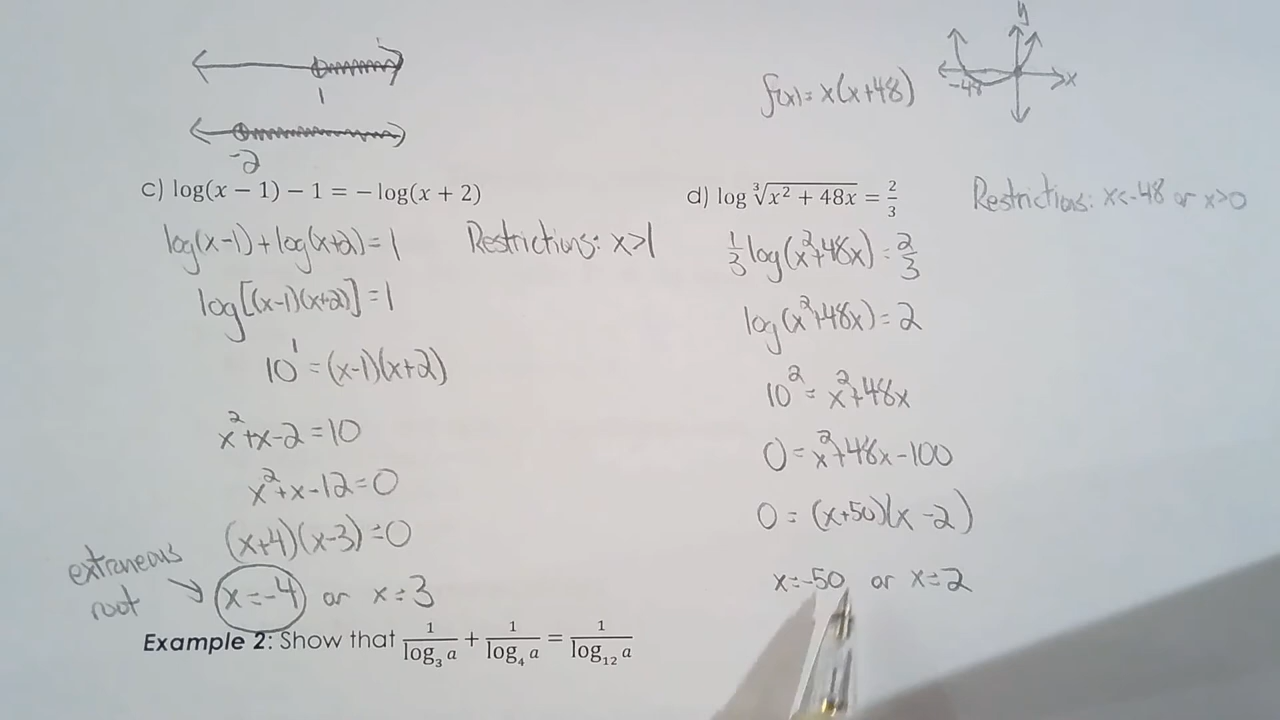 1
-2
c) log(x − 1) − 1 = −log(x + 2)
log(x-1)+log(x+2)=1
Restrictions: x>1
log[(x-1)(x+2)]=1
10¹=(x-1)(x+2)
x²+x-2=10
x²+x-12=0
(x+4)(x-3)=0
extraneous
root
x=-4 or x=3
f(x)=x(x+48)
y
x
-48
d) log ∛(x² + 48x) = 2/3
Restrictions: x<-48 or x>0
1/3 log(x²+48x)=2/3
log(x²+48x)=2
10²=x²+48x
0=x²+48x-100
0=(x+50)(x-2)
x=-50 or x=2
Example 2: Show that 1/log₃ a + 1/log₄ a = 1/log₁₂ a